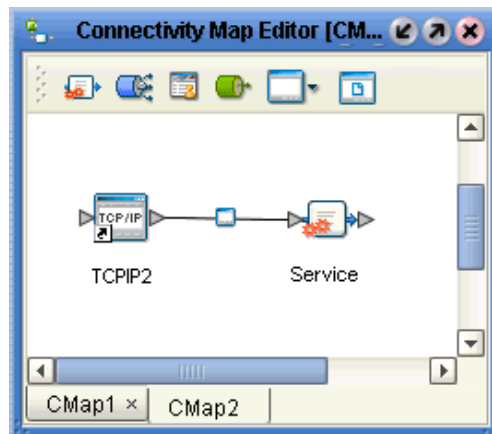 Connectivity Map Editor [CM...
TCP/IP
TCPIP2
Service
CMap1 ×
CMap2